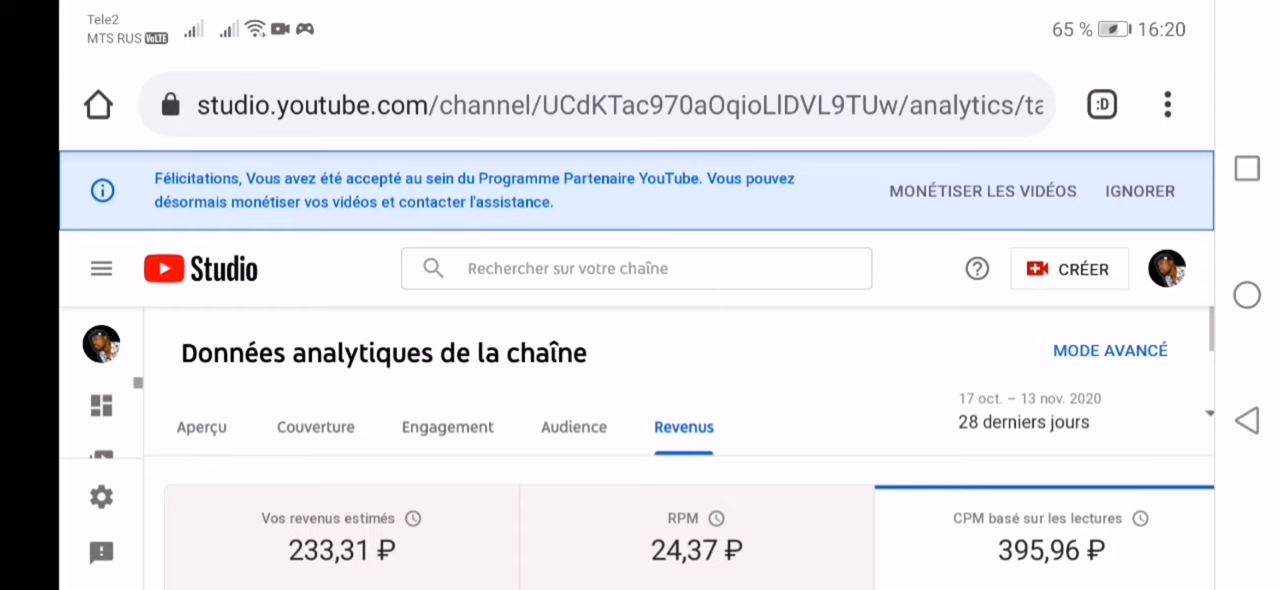 Tele2
MTS RUS VoLTE
65 % 16:20
studio.youtube.com/channel/UCdKTac970aOqioLlDVL9TUw/analytics/ta
:D
Félicitations, Vous avez été accepté au sein du Programme Partenaire YouTube. Vous pouvez
désormais monétiser vos vidéos et contacter l'assistance.
MONÉTISER LES VIDÉOS IGNORER
Studio
Rechercher sur votre chaîne
CRÉER
Données analytiques de la chaîne
MODE AVANCÉ
17 oct. – 13 nov. 2020
28 derniers jours
Aperçu Couverture Engagement Audience Revenus
Vos revenus estimés RPM CPM basé sur les lectures
233,31 ₽ 24,37 ₽ 395,96 ₽